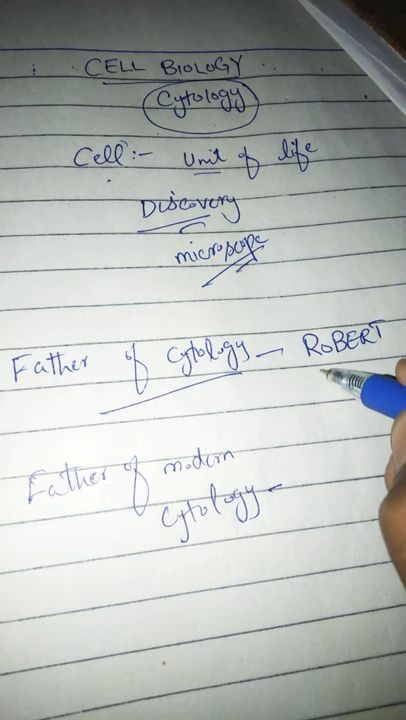 CELL BIOLOGY
Cytology
Cell:- Unit of life
Discovery
microscope
Father of Cytology — ROBERT
Father of modern
Cytology -